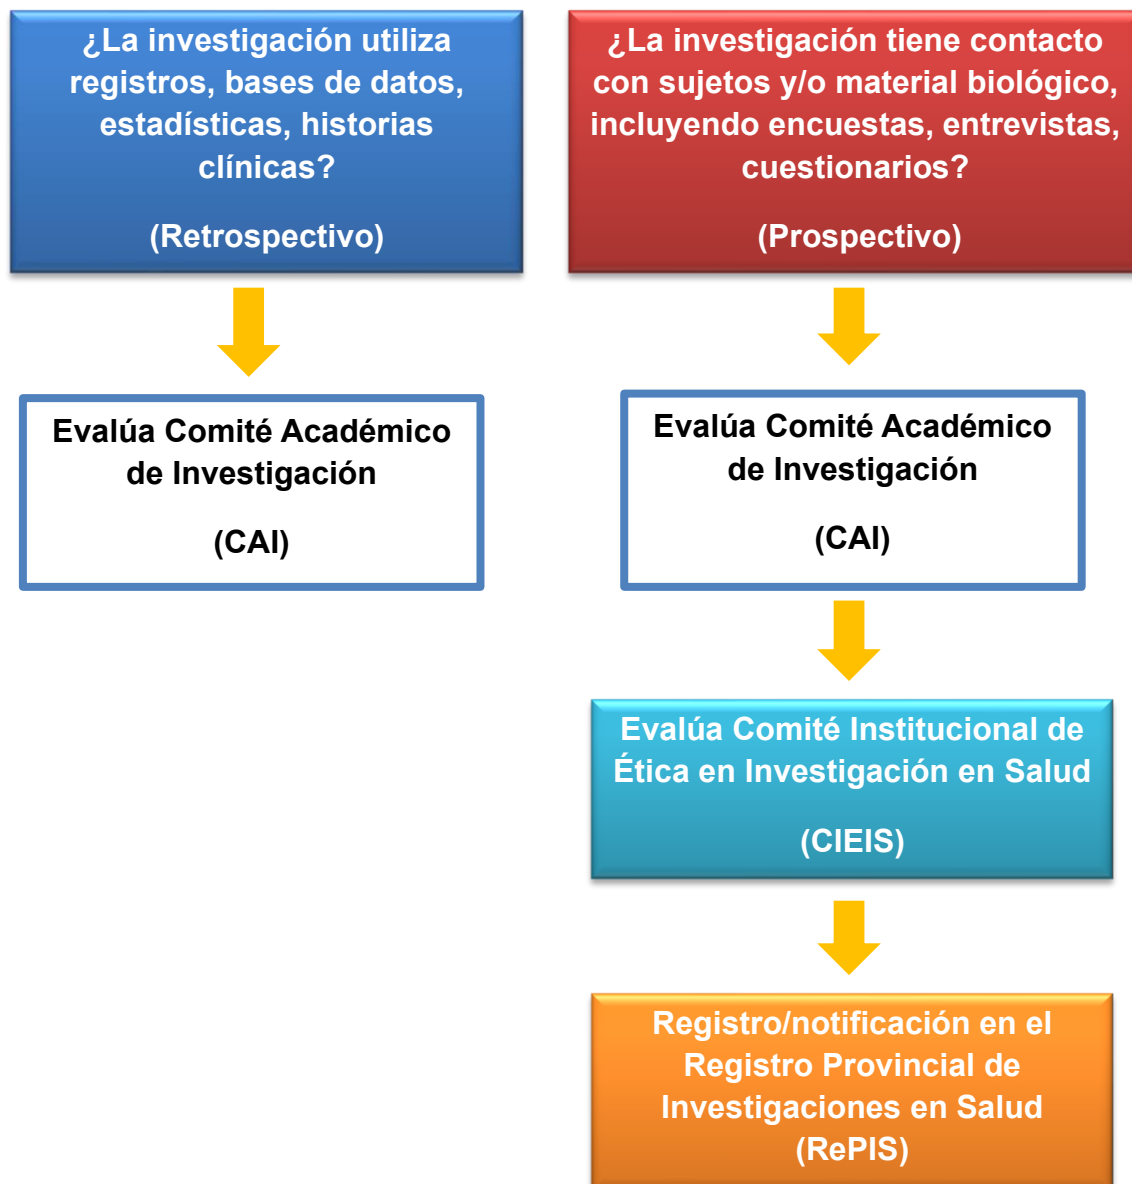 ¿La investigación utiliza
registros, bases de datos,
estadísticas, historias
clínicas?
(Retrospectivo)
¿La investigación tiene contacto
con sujetos y/o material biológico,
incluyendo encuestas, entrevistas,
cuestionarios?
(Prospectivo)
Evalúa Comité Académico
de Investigación
(CAI)
Evalúa Comité Académico
de Investigación
(CAI)
Evalúa Comité Institucional de
Ética en Investigación en Salud
(CIEIS)
Registro/notificación en el
Registro Provincial de
Investigaciones en Salud
(RePIS)